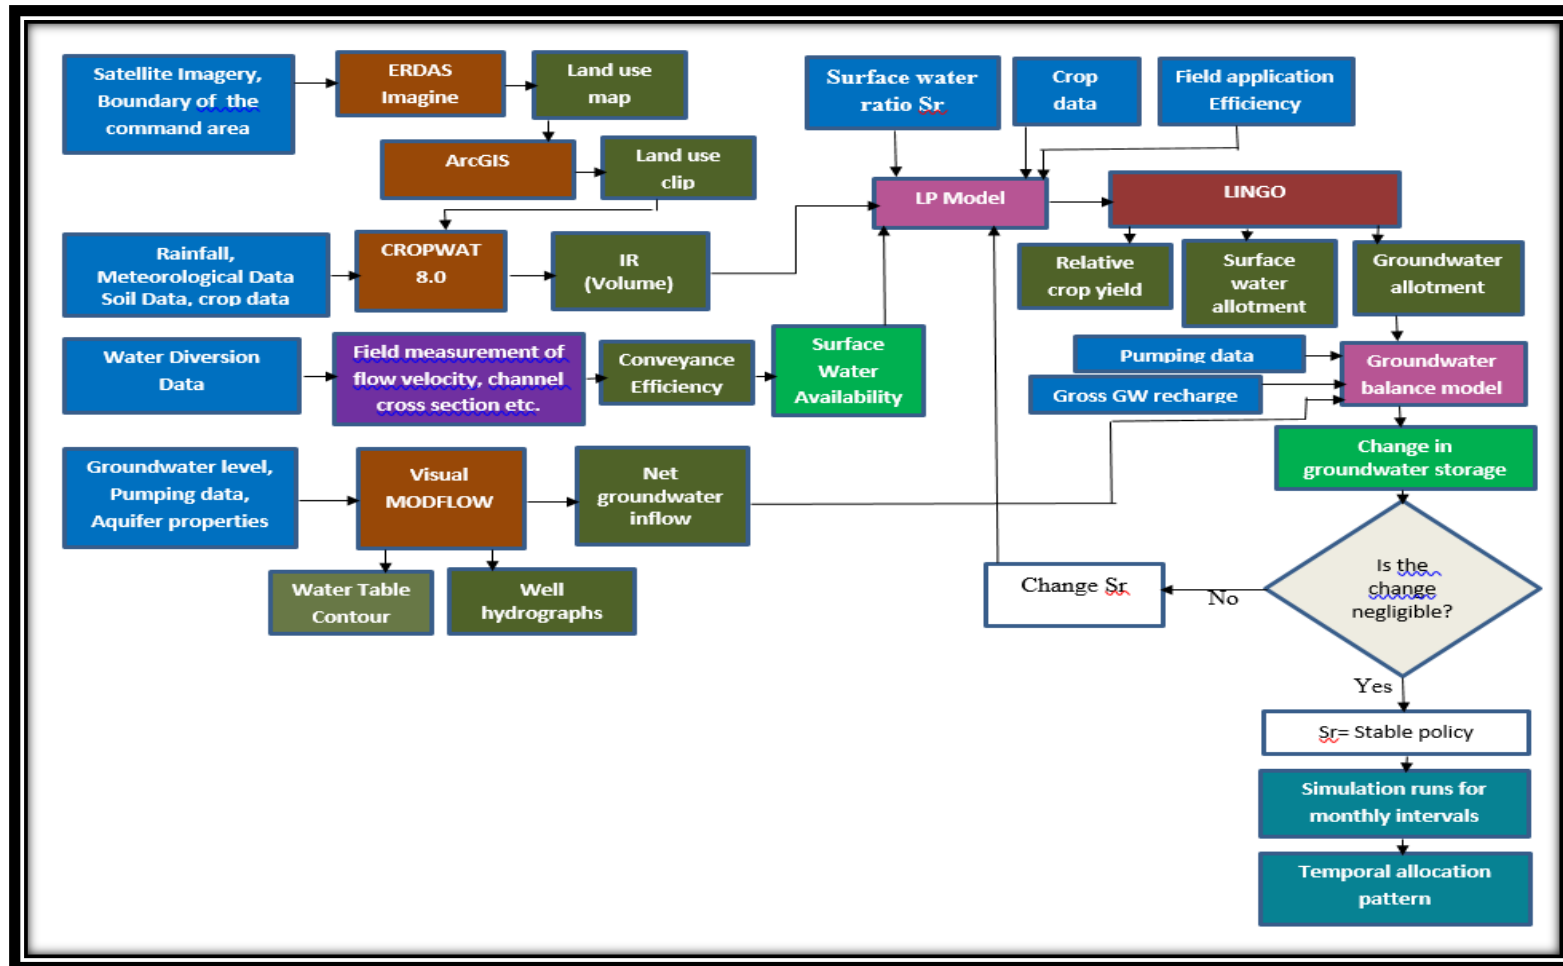 Satellite Imagery,
Boundary of the
command area
ERDAS
Imagine
Land use
map
ArcGIS
Land use
clip
Surface water
ratio Sr
Crop
data
Field application
Efficiency
LP Model
LINGO
Rainfall,
Meteorological Data
Soil Data, crop data
CROPWAT
8.0
IR
(Volume)
Relative
crop yield
Surface
water
allotment
Groundwater
allotment
Water Diversion
Data
Field measurement of
flow velocity, channel
cross section etc.
Conveyance
Efficiency
Surface
Water
Availability
Pumping data
Gross GW recharge
Groundwater
balance model
Change in
groundwater storage
Groundwater level,
Pumping data,
Aquifer properties
Visual
MODFLOW
Net
groundwater
inflow
Water Table
Contour
Well
hydrographs
Change Sr
No
Is the
change
negligible?
Yes
Sr= Stable policy
Simulation runs for
monthly intervals
Temporal allocation
pattern